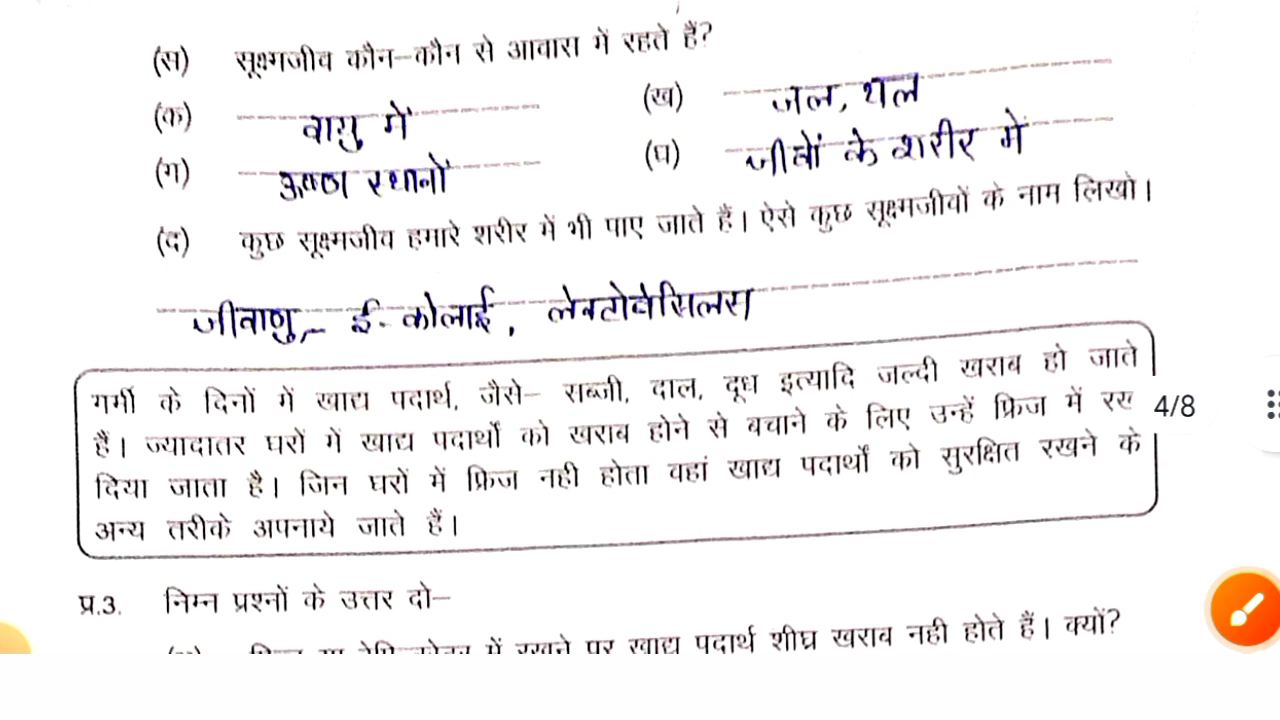 (स) सूक्ष्मजीव कौन–कौन से आवास में रहते हैं?
(क) वायु में (ख) जल, थल
(ग) ऊष्ण स्थानों (घ) जीवों के शरीर में
(द) कुछ सूक्ष्मजीव हमारे शरीर में भी पाए जाते हैं। ऐसे कुछ सूक्ष्मजीवों के नाम लिखो।
जीवाणु,– ई-कोलाई, लेक्टोबेसिलस
गर्मी के दिनों में खाद्य पदार्थ, जैसे– सब्जी, दाल, दूध इत्यादि जल्दी खराब हो जाते
हैं। ज्यादातर घरों में खाद्य पदार्थों को खराब होने से बचाने के लिए उन्हें फ्रिज में रख
4/8
दिया जाता है। जिन घरों में फ्रिज नही होता वहां खाद्य पदार्थों को सुरक्षित रखने के
अन्य तरीके अपनाये जाते हैं।
प्र.3. निम्न प्रश्नों के उत्तर दो–
में रखने पर खाद्य पदार्थ शीघ्र खराब नही होते हैं। क्यों?